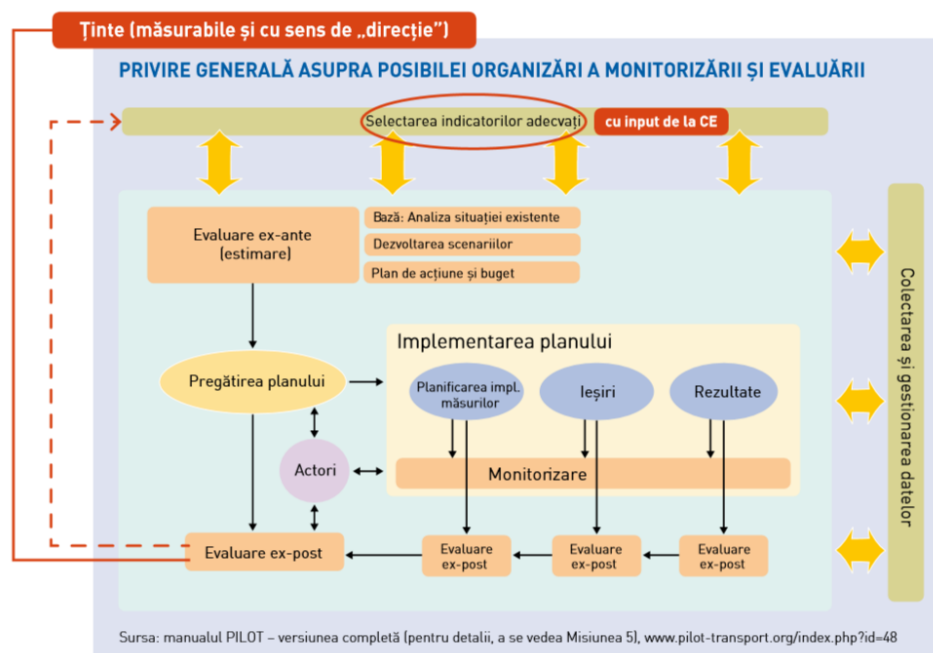 Ținte (măsurabile și cu sens de „direcție”)
PRIVIRE GENERALĂ ASUPRA POSIBILEI ORGANIZĂRI A MONITORIZĂRII ȘI EVALUĂRII
Selectarea indicatorilor adecvați
cu input de la CE
Evaluare ex-ante
(estimare)
Bază: Analiza situației existente
Dezvoltarea scenariilor
Plan de acțiune și buget
Colectarea și gestionarea datelor
Implementarea planului
Pregătirea planului
Planificarea impl.
măsurilor
Ieșiri
Rezultate
Actori
Monitorizare
Evaluare ex-post
Evaluare
ex-post
Evaluare
ex-post
Evaluare
ex-post
Sursa: manualul PILOT – versiunea completă (pentru detalii, a se vedea Misiunea 5), www.pilot-transport.org/index.php?id=48